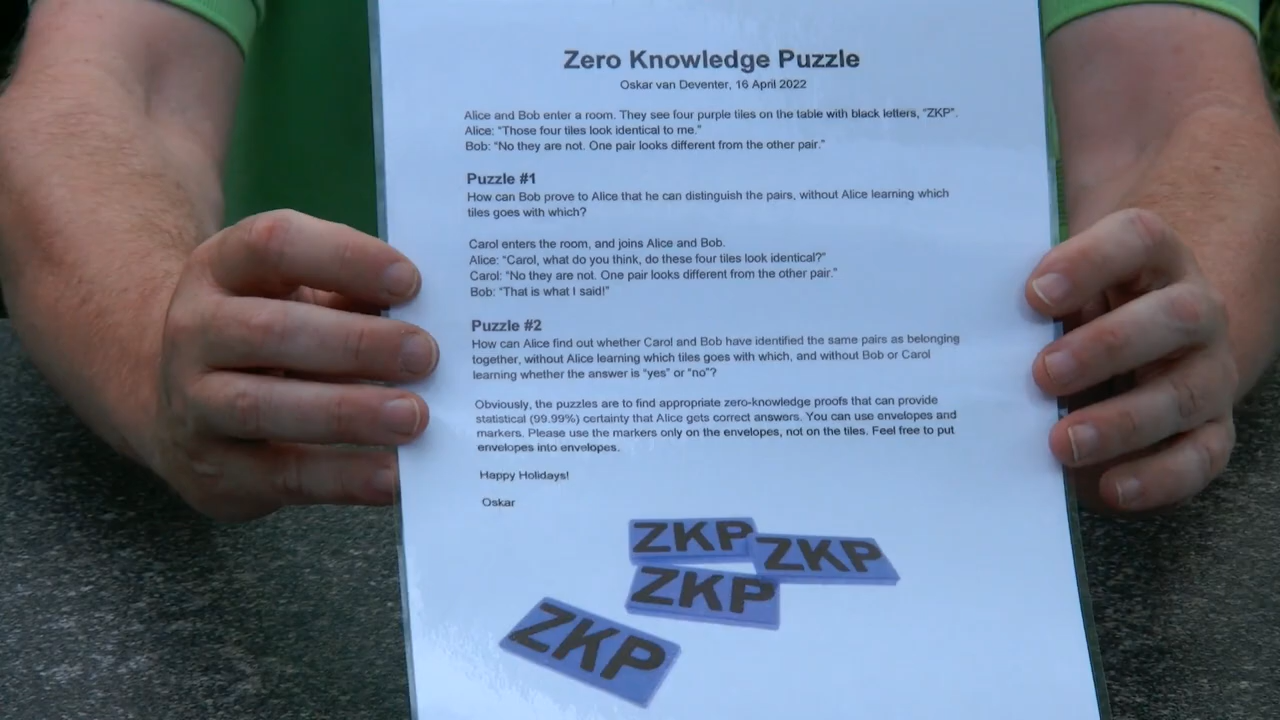 Zero Knowledge Puzzle
Oskar van Deventer, 16 April 2022
Alice and Bob enter a room. They see four purple tiles on the table with black letters, "ZKP".
Alice: "Those four tiles look identical to me."
Bob: "No they are not. One pair looks different from the other pair."
Puzzle #1
How can Bob prove to Alice that he can distinguish the pairs, without Alice learning which
tiles goes with which?
Carol enters the room, and joins Alice and Bob.
Alice: "Carol, what do you think, do these four tiles look identical?"
Carol: "No they are not. One pair looks different from the other pair."
Bob: "That is what I said!"
Puzzle #2
How can Alice find out whether Carol and Bob have identified the same pairs as belonging
together, without Alice learning which tiles goes with which, and without Bob or Carol
learning whether the answer is "yes" or "no"?
Obviously, the puzzles are to find appropriate zero-knowledge proofs that can provide
statistical (99.99%) certainty that Alice gets correct answers. You can use envelopes and
markers. Please use the markers only on the envelopes, not on the tiles. Feel free to put
envelopes into envelopes.
Happy Holidays!
Oskar
ZKP
ZKP
ZKP
ZKP